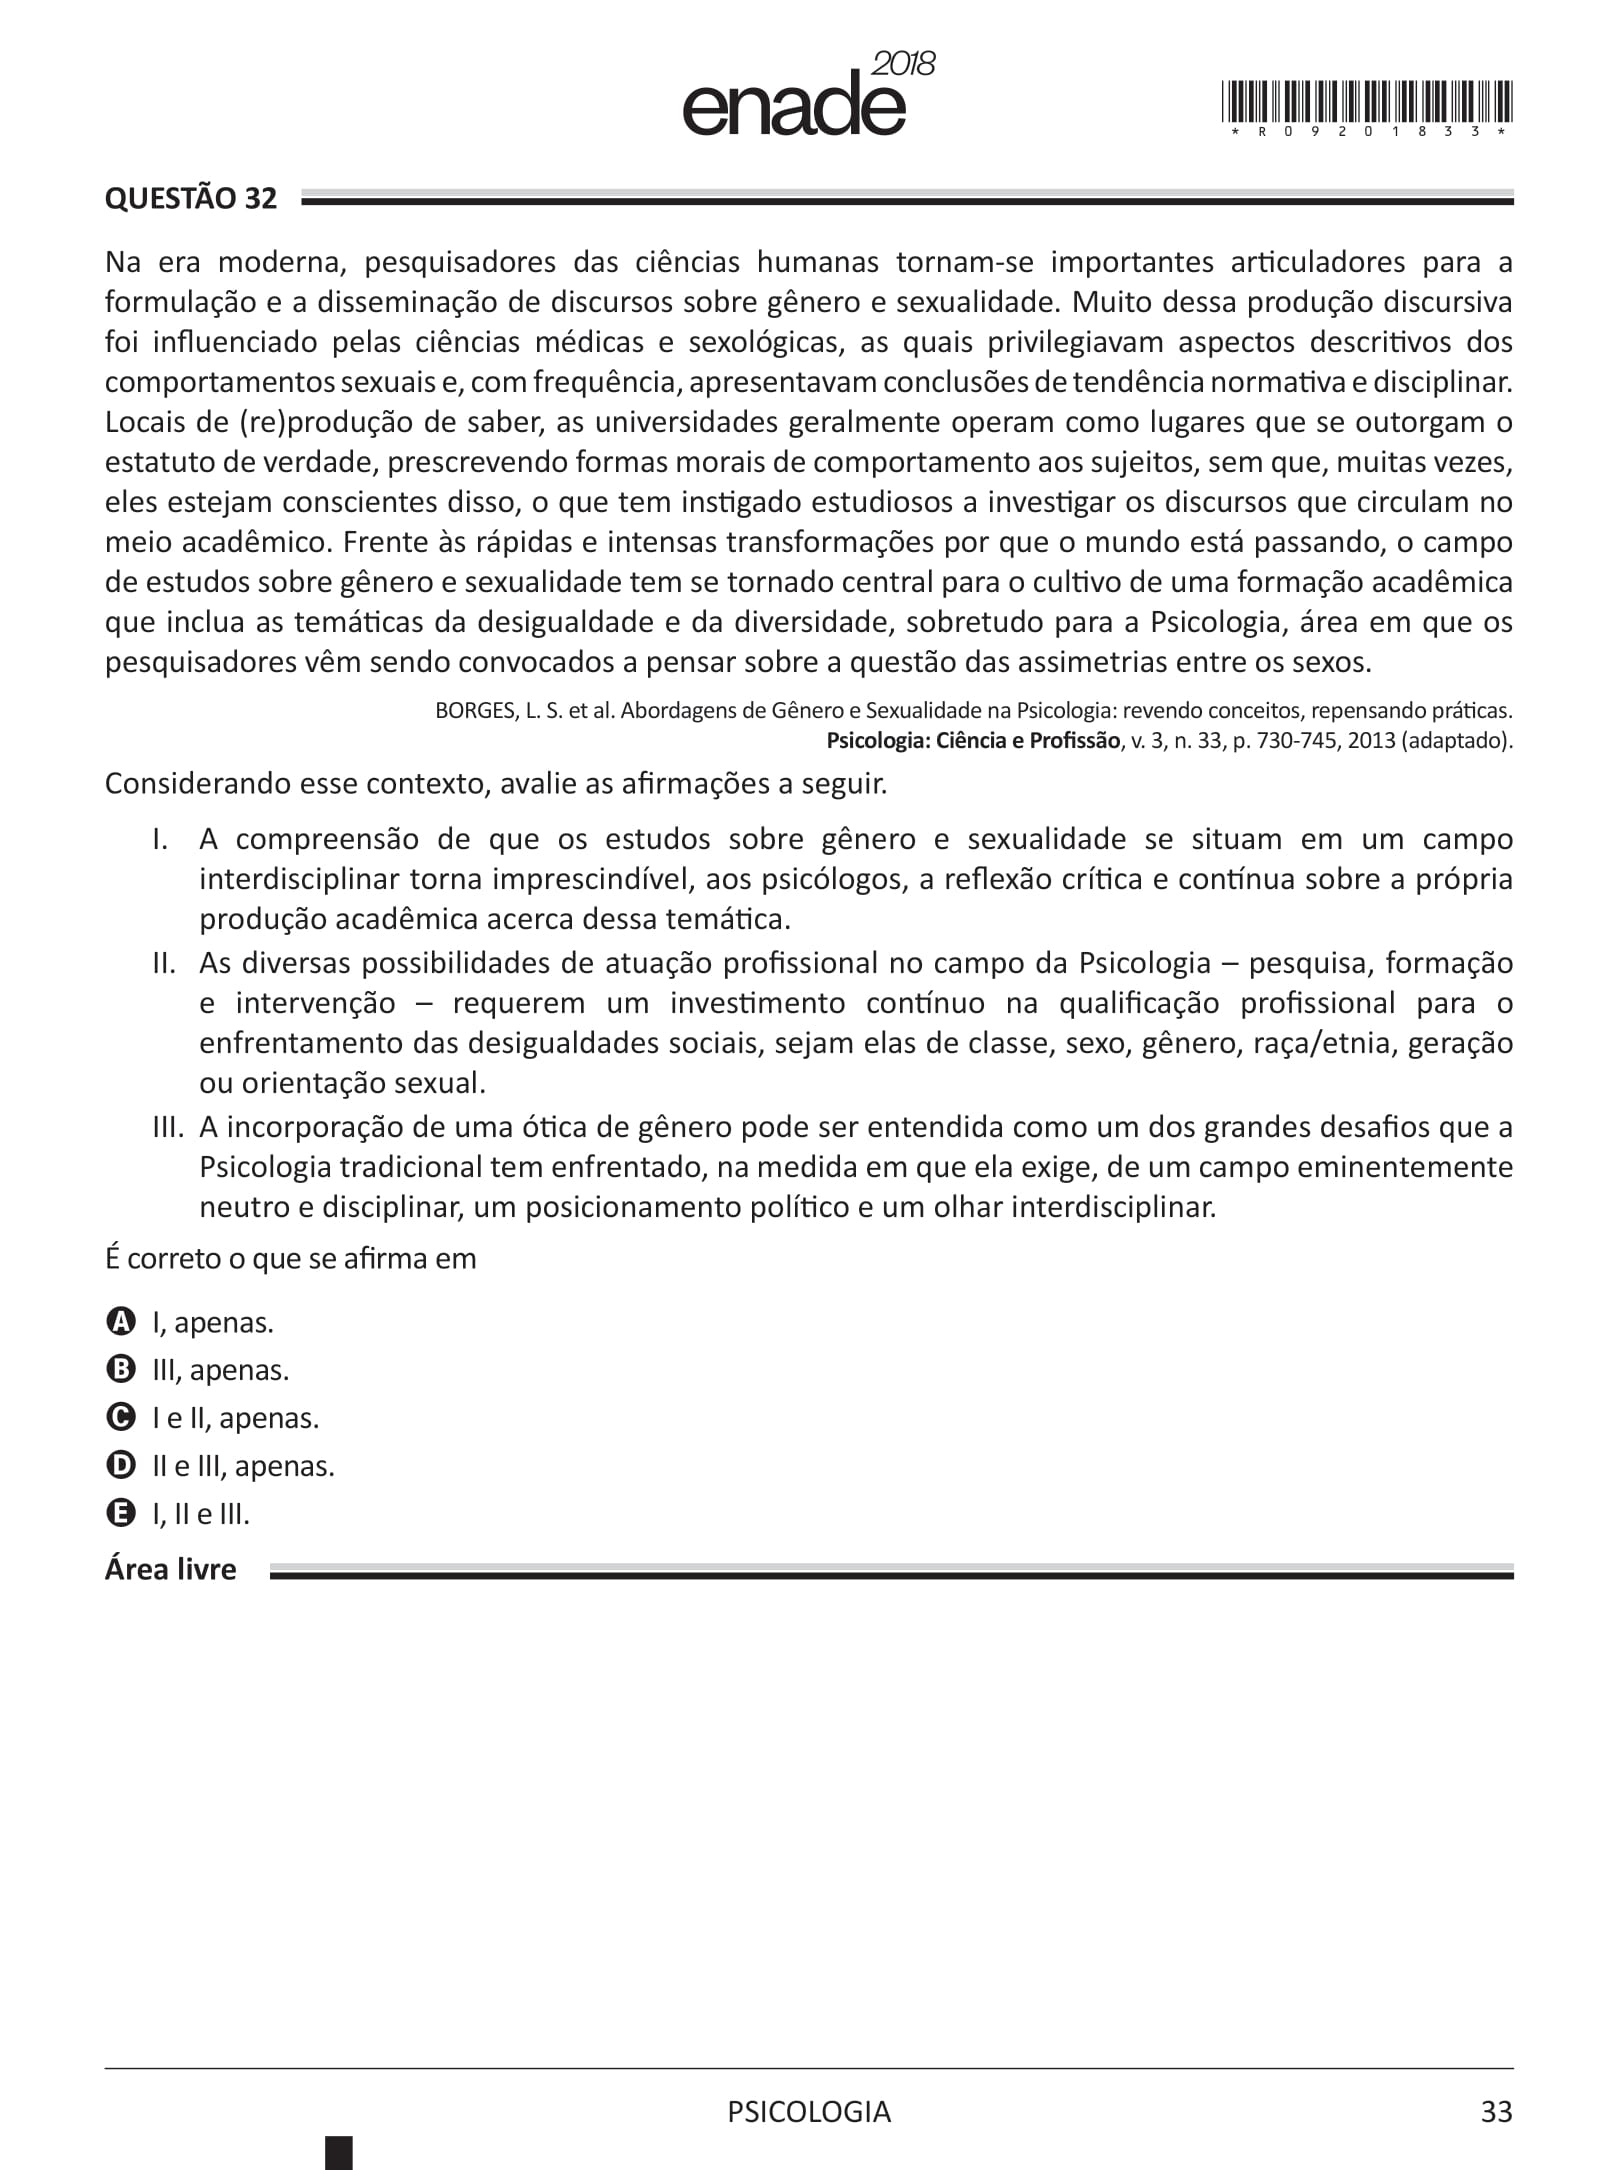 enade 2018
*R09201833*
QUESTÃO 32
Na era moderna, pesquisadores das ciências humanas tornam-se importantes articuladores para a
formulação e a disseminação de discursos sobre gênero e sexualidade. Muito dessa produção discursiva
foi influenciado pelas ciências médicas e sexológicas, as quais privilegiavam aspectos descritivos dos
comportamentos sexuais e, com frequência, apresentavam conclusões de tendência normativa e disciplinar.
Locais de (re)produção de saber, as universidades geralmente operam como lugares que se outorgam o
estatuto de verdade, prescrevendo formas morais de comportamento aos sujeitos, sem que, muitas vezes,
eles estejam conscientes disso, o que tem instigado estudiosos a investigar os discursos que circulam no
meio acadêmico. Frente às rápidas e intensas transformações por que o mundo está passando, o campo
de estudos sobre gênero e sexualidade tem se tornado central para o cultivo de uma formação acadêmica
que inclua as temáticas da desigualdade e da diversidade, sobretudo para a Psicologia, área em que os
pesquisadores vêm sendo convocados a pensar sobre a questão das assimetrias entre os sexos.
BORGES, L. S. et al. Abordagens de Gênero e Sexualidade na Psicologia: revendo conceitos, repensando práticas.
Psicologia: Ciência e Profissão, v. 3, n. 33, p. 730-745, 2013 (adaptado).
Considerando esse contexto, avalie as afirmações a seguir.
I. A compreensão de que os estudos sobre gênero e sexualidade se situam em um campo
interdisciplinar torna imprescindível, aos psicólogos, a reflexão crítica e contínua sobre a própria
produção acadêmica acerca dessa temática.
II. As diversas possibilidades de atuação profissional no campo da Psicologia – pesquisa, formação
e intervenção – requerem um investimento contínuo na qualificação profissional para o
enfrentamento das desigualdades sociais, sejam elas de classe, sexo, gênero, raça/etnia, geração
ou orientação sexual.
III. A incorporação de uma ótica de gênero pode ser entendida como um dos grandes desafios que a
Psicologia tradicional tem enfrentado, na medida em que ela exige, de um campo eminentemente
neutro e disciplinar, um posicionamento político e um olhar interdisciplinar.
É correto o que se afirma em
A I, apenas.
B III, apenas.
C I e II, apenas.
D II e III, apenas.
E I, II e III.
Área livre
PSICOLOGIA
33